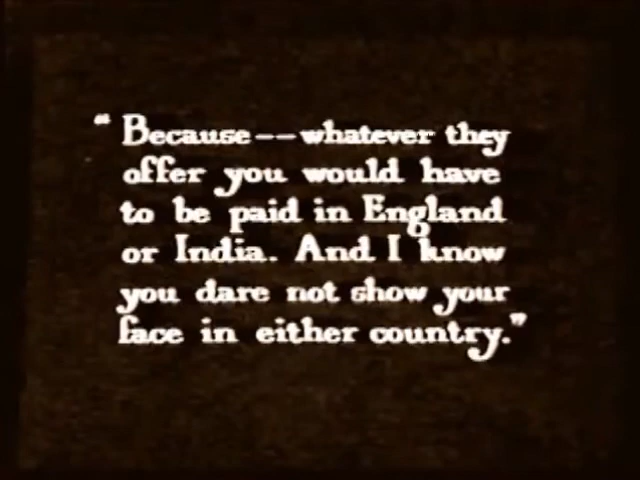 “Because––whatever they
offer you would have
to be paid in England
or India. And I know
you dare not show your
face in either country.”